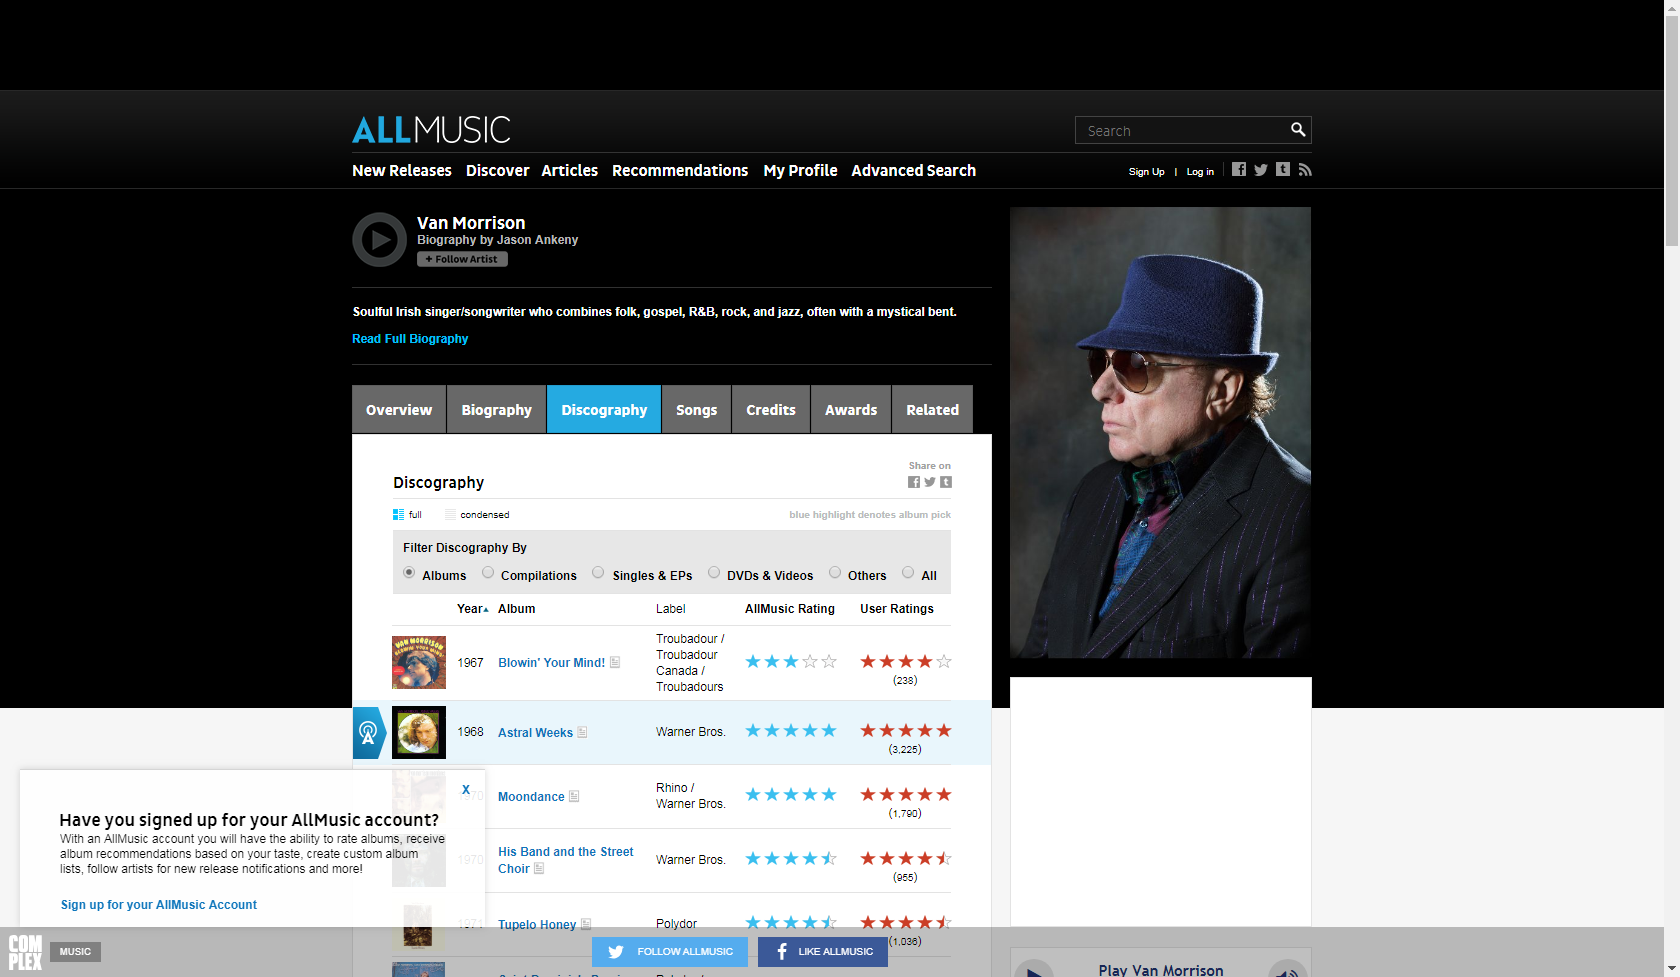 ALLMUSIC
Search
New Releases Discover Articles Recommendations My Profile Advanced Search
Sign Up | Log in
Van Morrison
Biography by Jason Ankeny
+ Follow Artist
Soulful Irish singer/songwriter who combines folk, gospel, R&B, rock, and jazz, often with a mystical bent.
Read Full Biography
Overview Biography Discography Songs Credits Awards Related
Share on
Discography
full condensed blue highlight denotes album pick
Filter Discography By
Albums Compilations Singles & EPs DVDs & Videos Others All
Year Album Label AllMusic Rating User Ratings
VAN MORRISON
BLOWIN' YOUR MIND!
1967 Blowin' Your Mind!
Troubadour /
Troubadour
Canada /
Troubadours
(238)
1968 Astral Weeks Warner Bros.
(3,225)
1970 Moondance
Rhino /
Warner Bros.
(1,790)
1970 His Band and the Street
Choir
Warner Bros.
(955)
1971 Tupelo Honey Polydor
(1,036)
X
Have you signed up for your AllMusic account?
With an AllMusic account you will have the ability to rate albums, receive
album recommendations based on your taste, create custom album
lists, follow artists for new release notifications and more!
Sign up for your AllMusic Account
COM
PLEX
MUSIC
FOLLOW ALLMUSIC
LIKE ALLMUSIC
Play Van Morrison